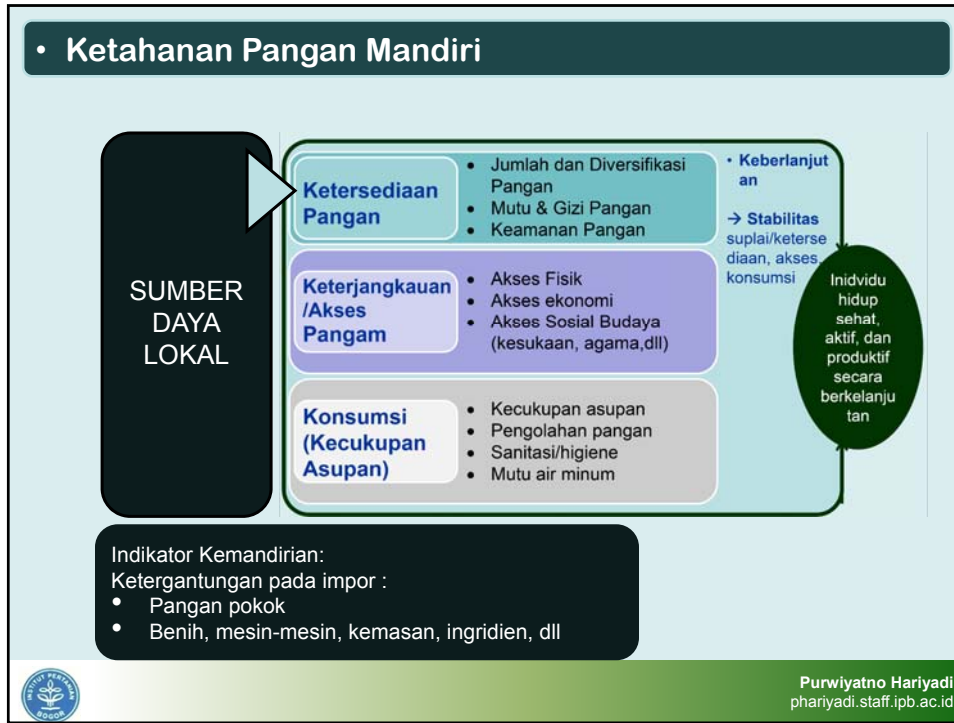 • Ketahanan Pangan Mandiri
SUMBER
DAYA
LOKAL
Ketersediaan
Pangan
• Jumlah dan Diversifikasi
Pangan
• Mutu & Gizi Pangan
• Keamanan Pangan
Keterjangkauan
/Akses
Pangam
• Akses Fisik
• Akses ekonomi
• Akses Sosial Budaya
(kesukaan, agama,dll)
Konsumsi
(Kecukupan
Asupan)
• Kecukupan asupan
• Pengolahan pangan
• Sanitasi/higiene
• Mutu air minum
• Keberlanjut
an
→ Stabilitas
suplai/keterse
diaan, akses,
konsumsi
Inidvidu
hidup
sehat,
aktif, dan
produktif
secara
berkelanju
tan
Indikator Kemandirian:
Ketergantungan pada impor :
• Pangan pokok
• Benih, mesin-mesin, kemasan, ingridien, dll
INSTITUT PERTANIAN
BOGOR
Purwiyatno Hariyadi
phariyadi.staff.ipb.ac.id